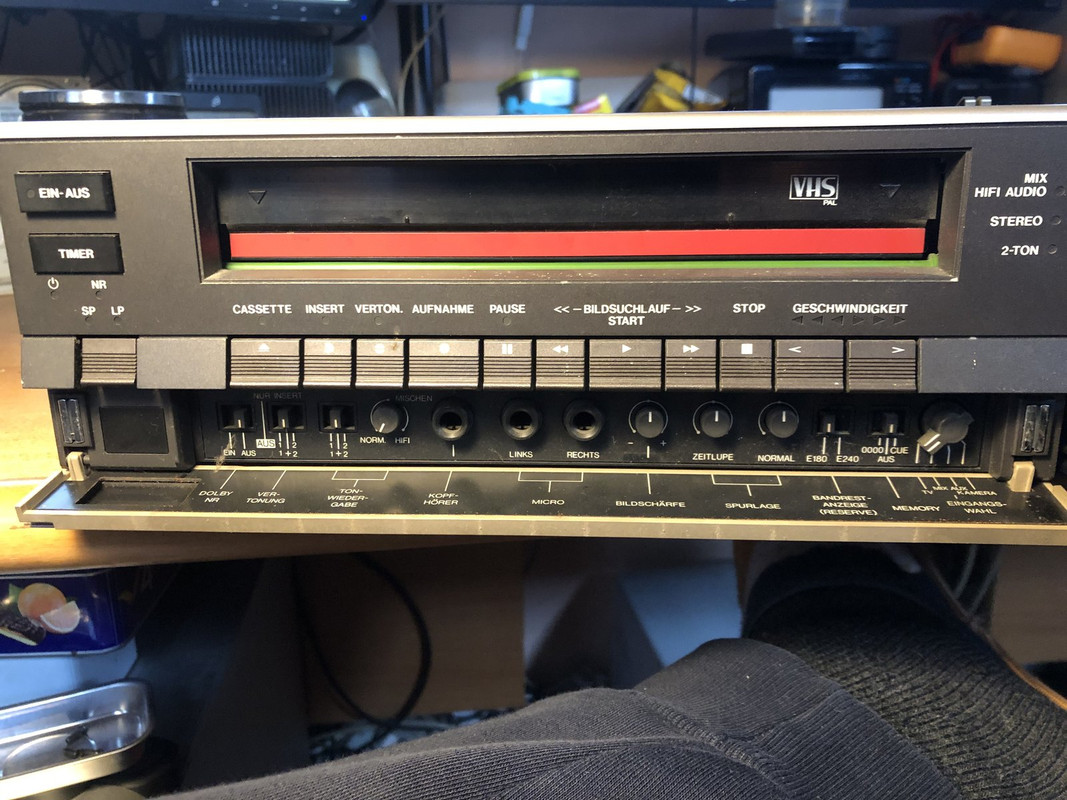 EIN-AUS
TIMER
NR
SP LP
VHS
PAL
MIX
HIFI AUDIO
STEREO
2-TON
CASSETTE INSERT VERTON. AUFNAHME PAUSE << – BILDSUCHLAUF – >> STOP GESCHWINDIGKEIT
START
< >
NUR INSERT MISCHEN
EIN AUS AUS 1 2 1+2 1 2 1+2 NORM. HIFI
LINKS RECHTS - + ZEITLUPE NORMAL E180 E240 0000 CUE
AUS
DOLBY
NR
VER-
TONUNG
TON-
WIEDER-
GABE
KOPF-
HÖRER
MICRO
BILDSCHÄRFE
SPURLAGE
BANDREST-
ANZEIGE
(RESERVE)
MEMORY
TV MIX AUX
KAMERA
EINGANGS-
WAHL